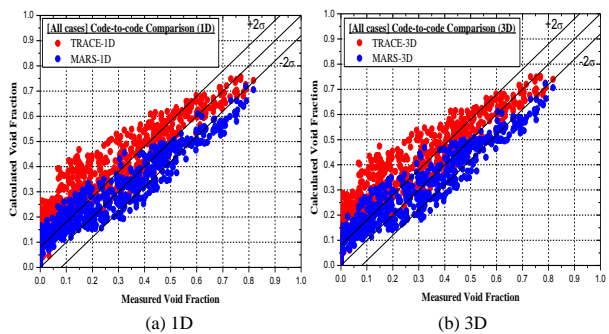 a)
[All cases] Code-to-code Comparison (1D)
TRACE-1D
MARS-1D
+2σ
-2σ
Calculated Void Fraction
1.0
0.9
0.8
0.7
0.6
0.5
0.4
0.3
0.2
0.1
0.0
0.0 0.1 0.2 0.3 0.4 0.5 0.6 0.7 0.8 0.9 1.0
Measured Void Fraction
(a) 1D
b)
[All cases] Code-to-code Comparison (3D)
TRACE-3D
MARS-3D
+2σ
-2σ
Calculated Void Fraction
1.0
0.9
0.8
0.7
0.6
0.5
0.4
0.3
0.2
0.1
0.0
0.0 0.1 0.2 0.3 0.4 0.5 0.6 0.7 0.8 0.9 1.0
Measured Void Fraction
(b) 3D